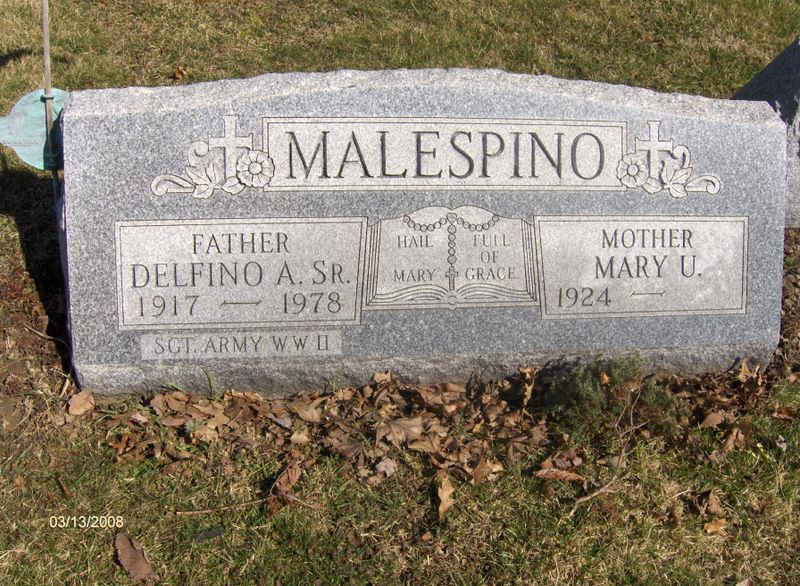 MALESPINO
FATHER
DELFINO A. SR.
1917 — 1978
SGT. ARMY WW II
HAIL
MARY
FULL
OF
GRACE
MOTHER
MARY U.
1924 —
03/13/2008